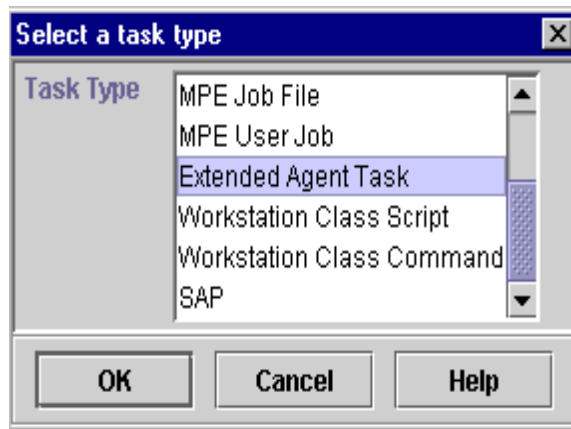 Select a task type
Task Type
MPE Job File
MPE User Job
Extended Agent Task
Workstation Class Script
Workstation Class Command
SAP
OK Cancel Help